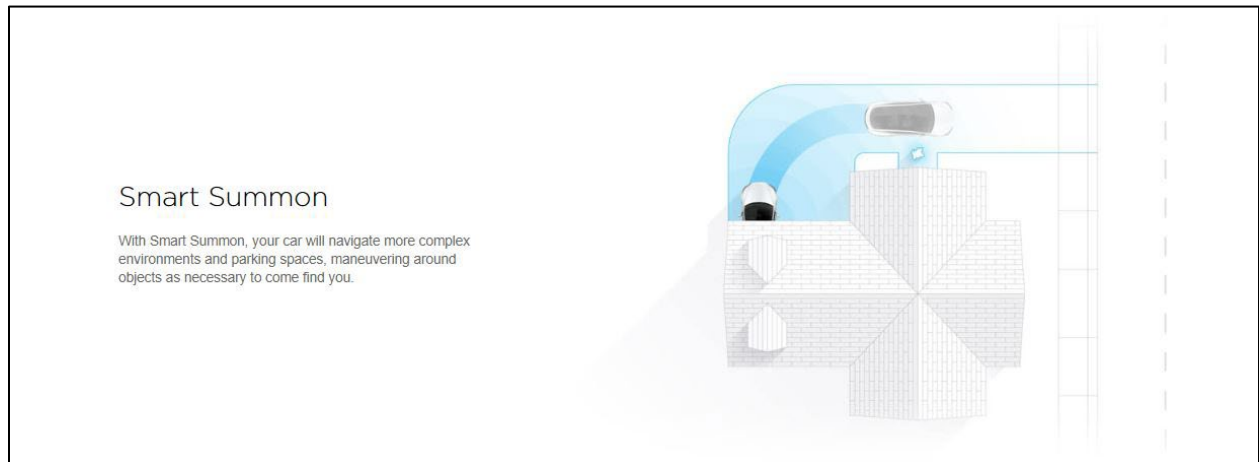 Smart Summon
With Smart Summon, your car will navigate more complex
environments and parking spaces, maneuvering around
objects as necessary to come find you.